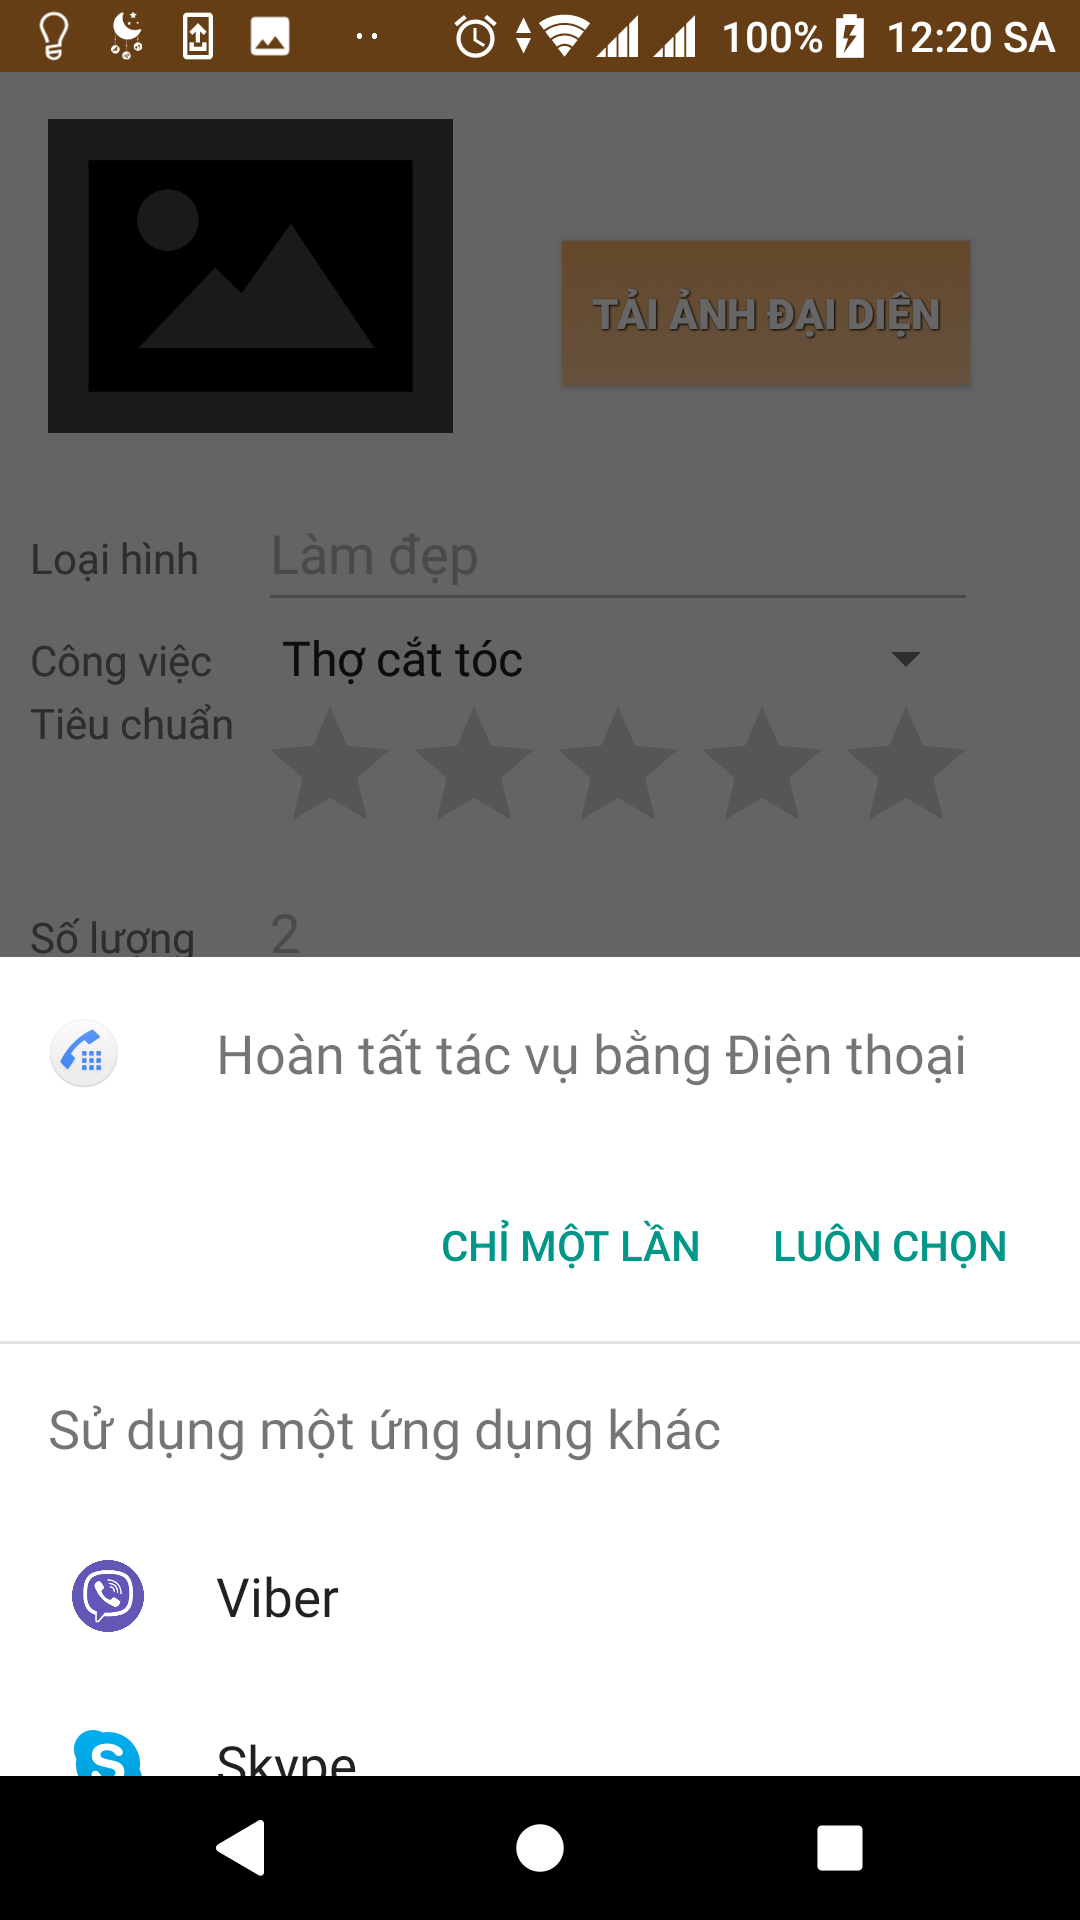 100% 12:20 SA
TẢI ẢNH ĐẠI DIỆN
Loại hình Làm đẹp
Công việc Thợ cắt tóc
Tiêu chuẩn
Số lượng 2
Hoàn tất tác vụ bằng Điện thoại
CHỈ MỘT LẦN LUÔN CHỌN
Sử dụng một ứng dụng khác
Viber
Skype